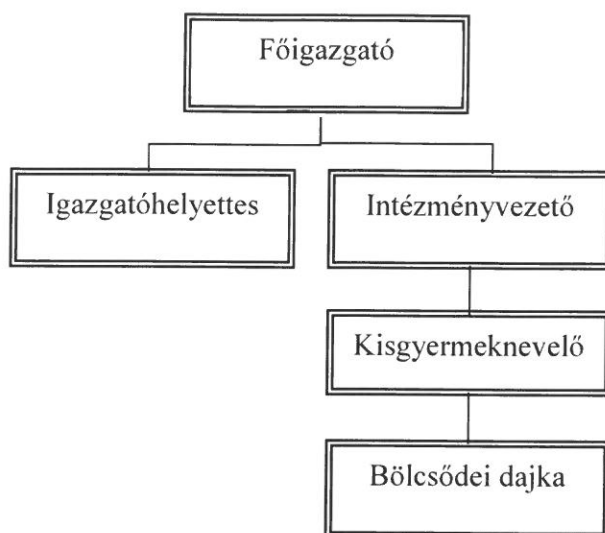 Főigazgató
Igazgatóhelyettes
Intézményvezető
Kisgyermeknevelő
Bölcsődei dajka